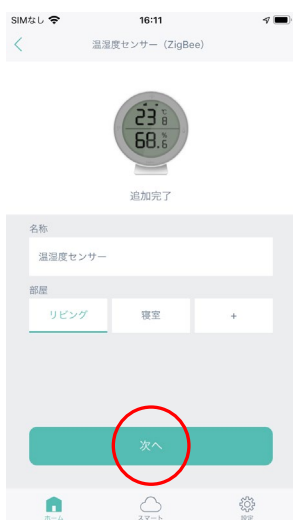 SIMなし 16:11
温湿度センサー（ZigBee）
23.8 ℃
68.6 %
追加完了
名称
温湿度センサー
部屋
リビング 寝室 +
次へ
ホーム スマート 設定